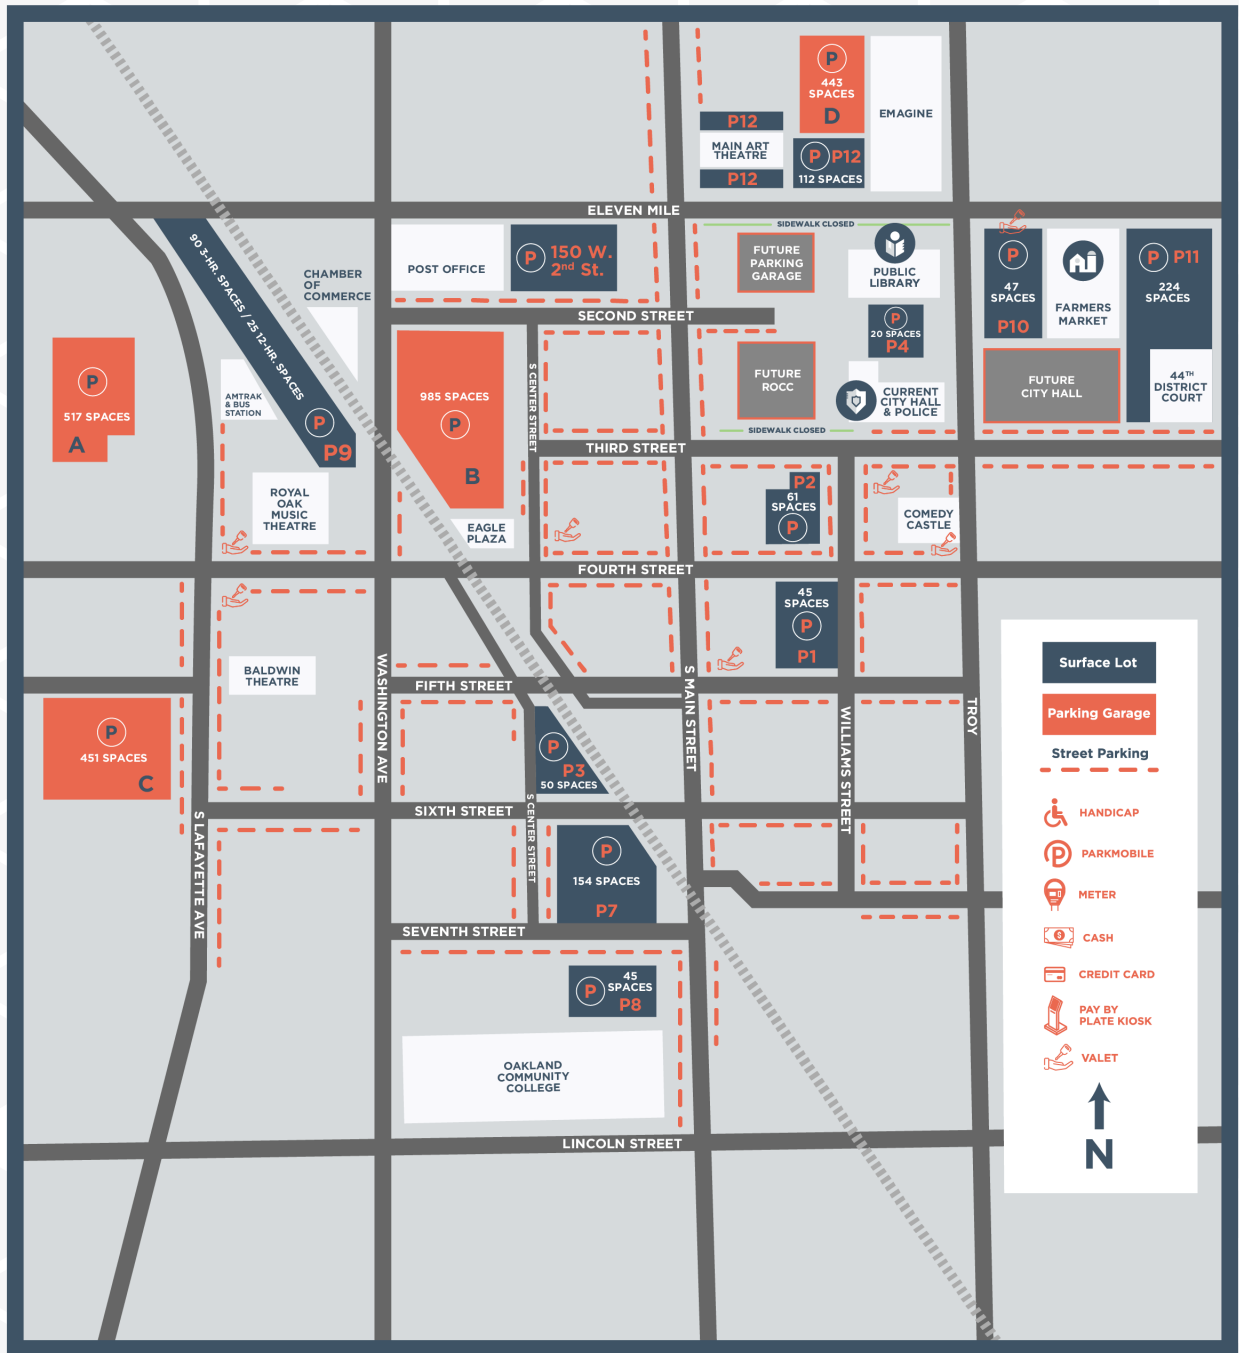 P
443
SPACES
D
EMAGINE
P12
MAIN ART
THEATRE
P12
P P12
112 SPACES
ELEVEN MILE
SIDEWALK CLOSED
90 3-HR. SPACES / 25 12-HR. SPACES
P
P9
CHAMBER
OF
COMMERCE
POST OFFICE
P
150 W.
2nd St.
FUTURE
PARKING
GARAGE
PUBLIC
LIBRARY
P
47
SPACES
P10
FARMERS
MARKET
P P11
224
SPACES
SECOND STREET
P
20 SPACES
P4
P
517 SPACES
A
AMTRAK
& BUS
STATION
985 SPACES
P
B
S CENTER STREET
FUTURE
ROCC
CURRENT
CITY HALL
& POLICE
FUTURE
CITY HALL
44TH
DISTRICT
COURT
SIDEWALK CLOSED
THIRD STREET
ROYAL
OAK
MUSIC
THEATRE
EAGLE
PLAZA
P2
61
SPACES
P
COMEDY
CASTLE
FOURTH STREET
45
SPACES
P
P1
BALDWIN
THEATRE
WASHINGTON AVE
FIFTH STREET
S MAIN STREET
WILLIAMS STREET
TROY
P
451 SPACES
C
P
P3
50 SPACES
SIXTH STREET
S CENTER STREET
S LAFAYETTE AVE
P
154 SPACES
P7
SEVENTH STREET
P
45
SPACES
P8
OAKLAND
COMMUNITY
COLLEGE
LINCOLN STREET
Surface Lot
Parking Garage
Street Parking
HANDICAP
P
PARKMOBILE
METER
$
CASH
CREDIT CARD
PAY BY
PLATE KIOSK
VALET
N